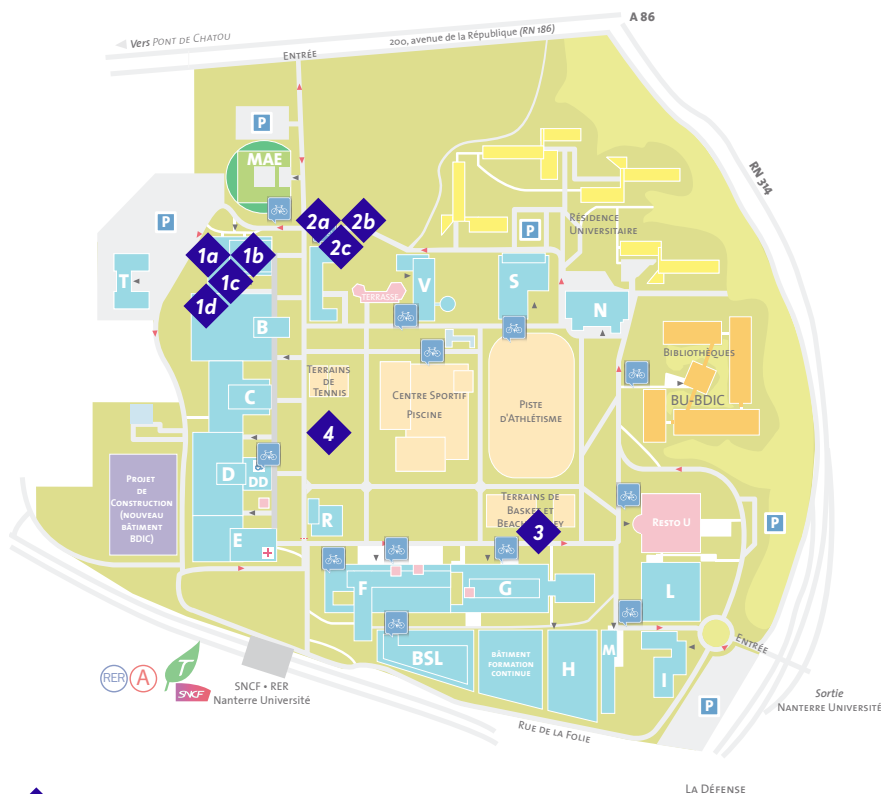 A 86
Vers Pont de Chatou
200, avenue de la République (RN 186)
Entrée
P
MAE
RN 314
2a
2b
P
2c
Résidence
Universitaire
P
1a
1b
T
1c
V
S
1d
Terrasse
N
B
Bibliothèques
Terrains
de
Tennis
Centre Sportif
Piscine
Piste
d'Athlétisme
BU-BDIC
C
4
D
DD
Projet
de
Construction
(nouveau
bâtiment
BDIC)
Terrains de
Basket et
R
3
Resto U
P
E
F
G
L
Entrée
BSL
Bâtiment
Formation
Continue
H
M
I
RER
A
T
SNCF
SNCF • RER
Nanterre Université
P
Sortie
Nanterre Université
Rue de la Folie
La Défense